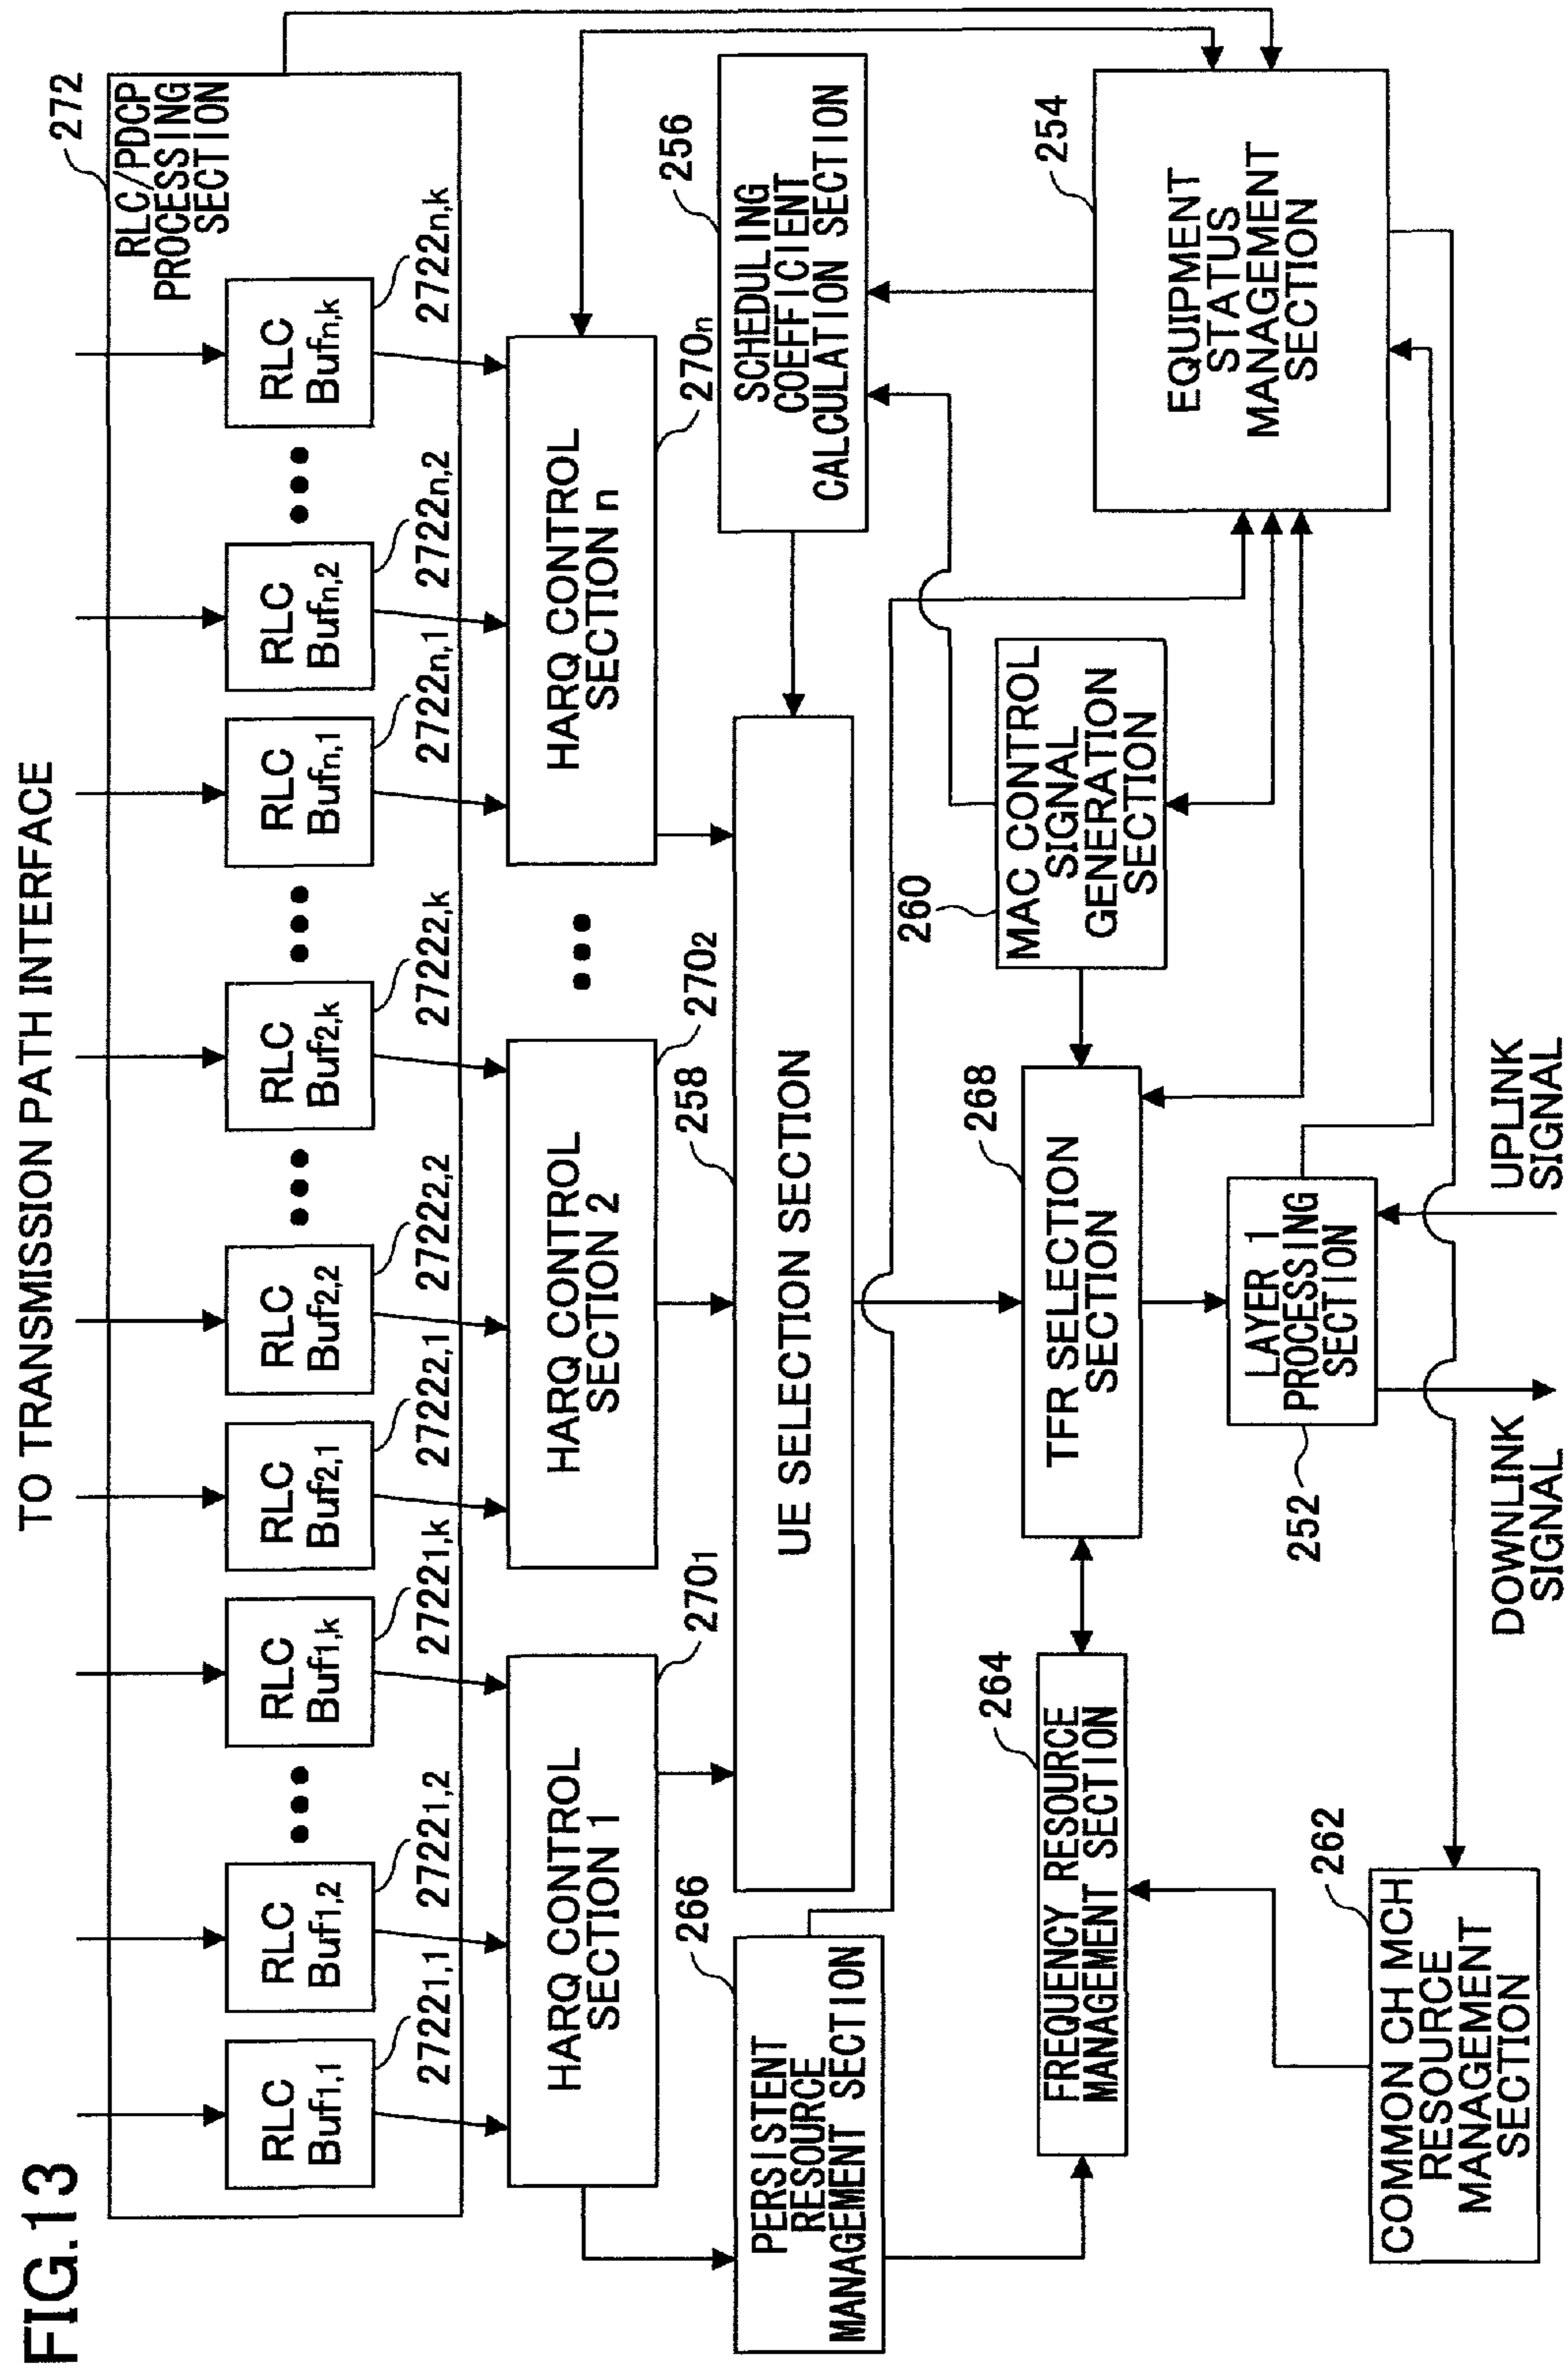 FIG.13
TO TRANSMISSION PATH INTERFACE
272
RLC/PDCP
PROCESSING
SECTION
RLC
Buf1,1
27221,1
RLC
Buf1,2
27221,2
RLC
Buf1,k
27221,k
RLC
Buf2,1
27222,1
RLC
Buf2,2
27222,2
RLC
Buf2,k
27222,k
RLC
Bufn,1
2722n,1
RLC
Bufn,2
2722n,2
RLC
Bufn,k
2722n,k
HARQ CONTROL
SECTION 1
2701
HARQ CONTROL
SECTION 2
2702
HARQ CONTROL
SECTION n
270n
266
PERSISTENT
RESOURCE
MANAGEMENT SECTION
258
UE SELECTION SECTION
256
SCHEDULING
COEFFICIENT
CALCULATION SECTION
264
FREQUENCY RESOURCE
MANAGEMENT SECTION
268
TFR SELECTION
SECTION
260
MAC CONTROL
SIGNAL
GENERATION
SECTION
254
EQUIPMENT
STATUS
MANAGEMENT
SECTION
262
COMMON CH MCH
RESOURCE
MANAGEMENT
SECTION
252
LAYER 1
PROCESSING
SECTION
DOWNLINK
SIGNAL
UPLINK
SIGNAL